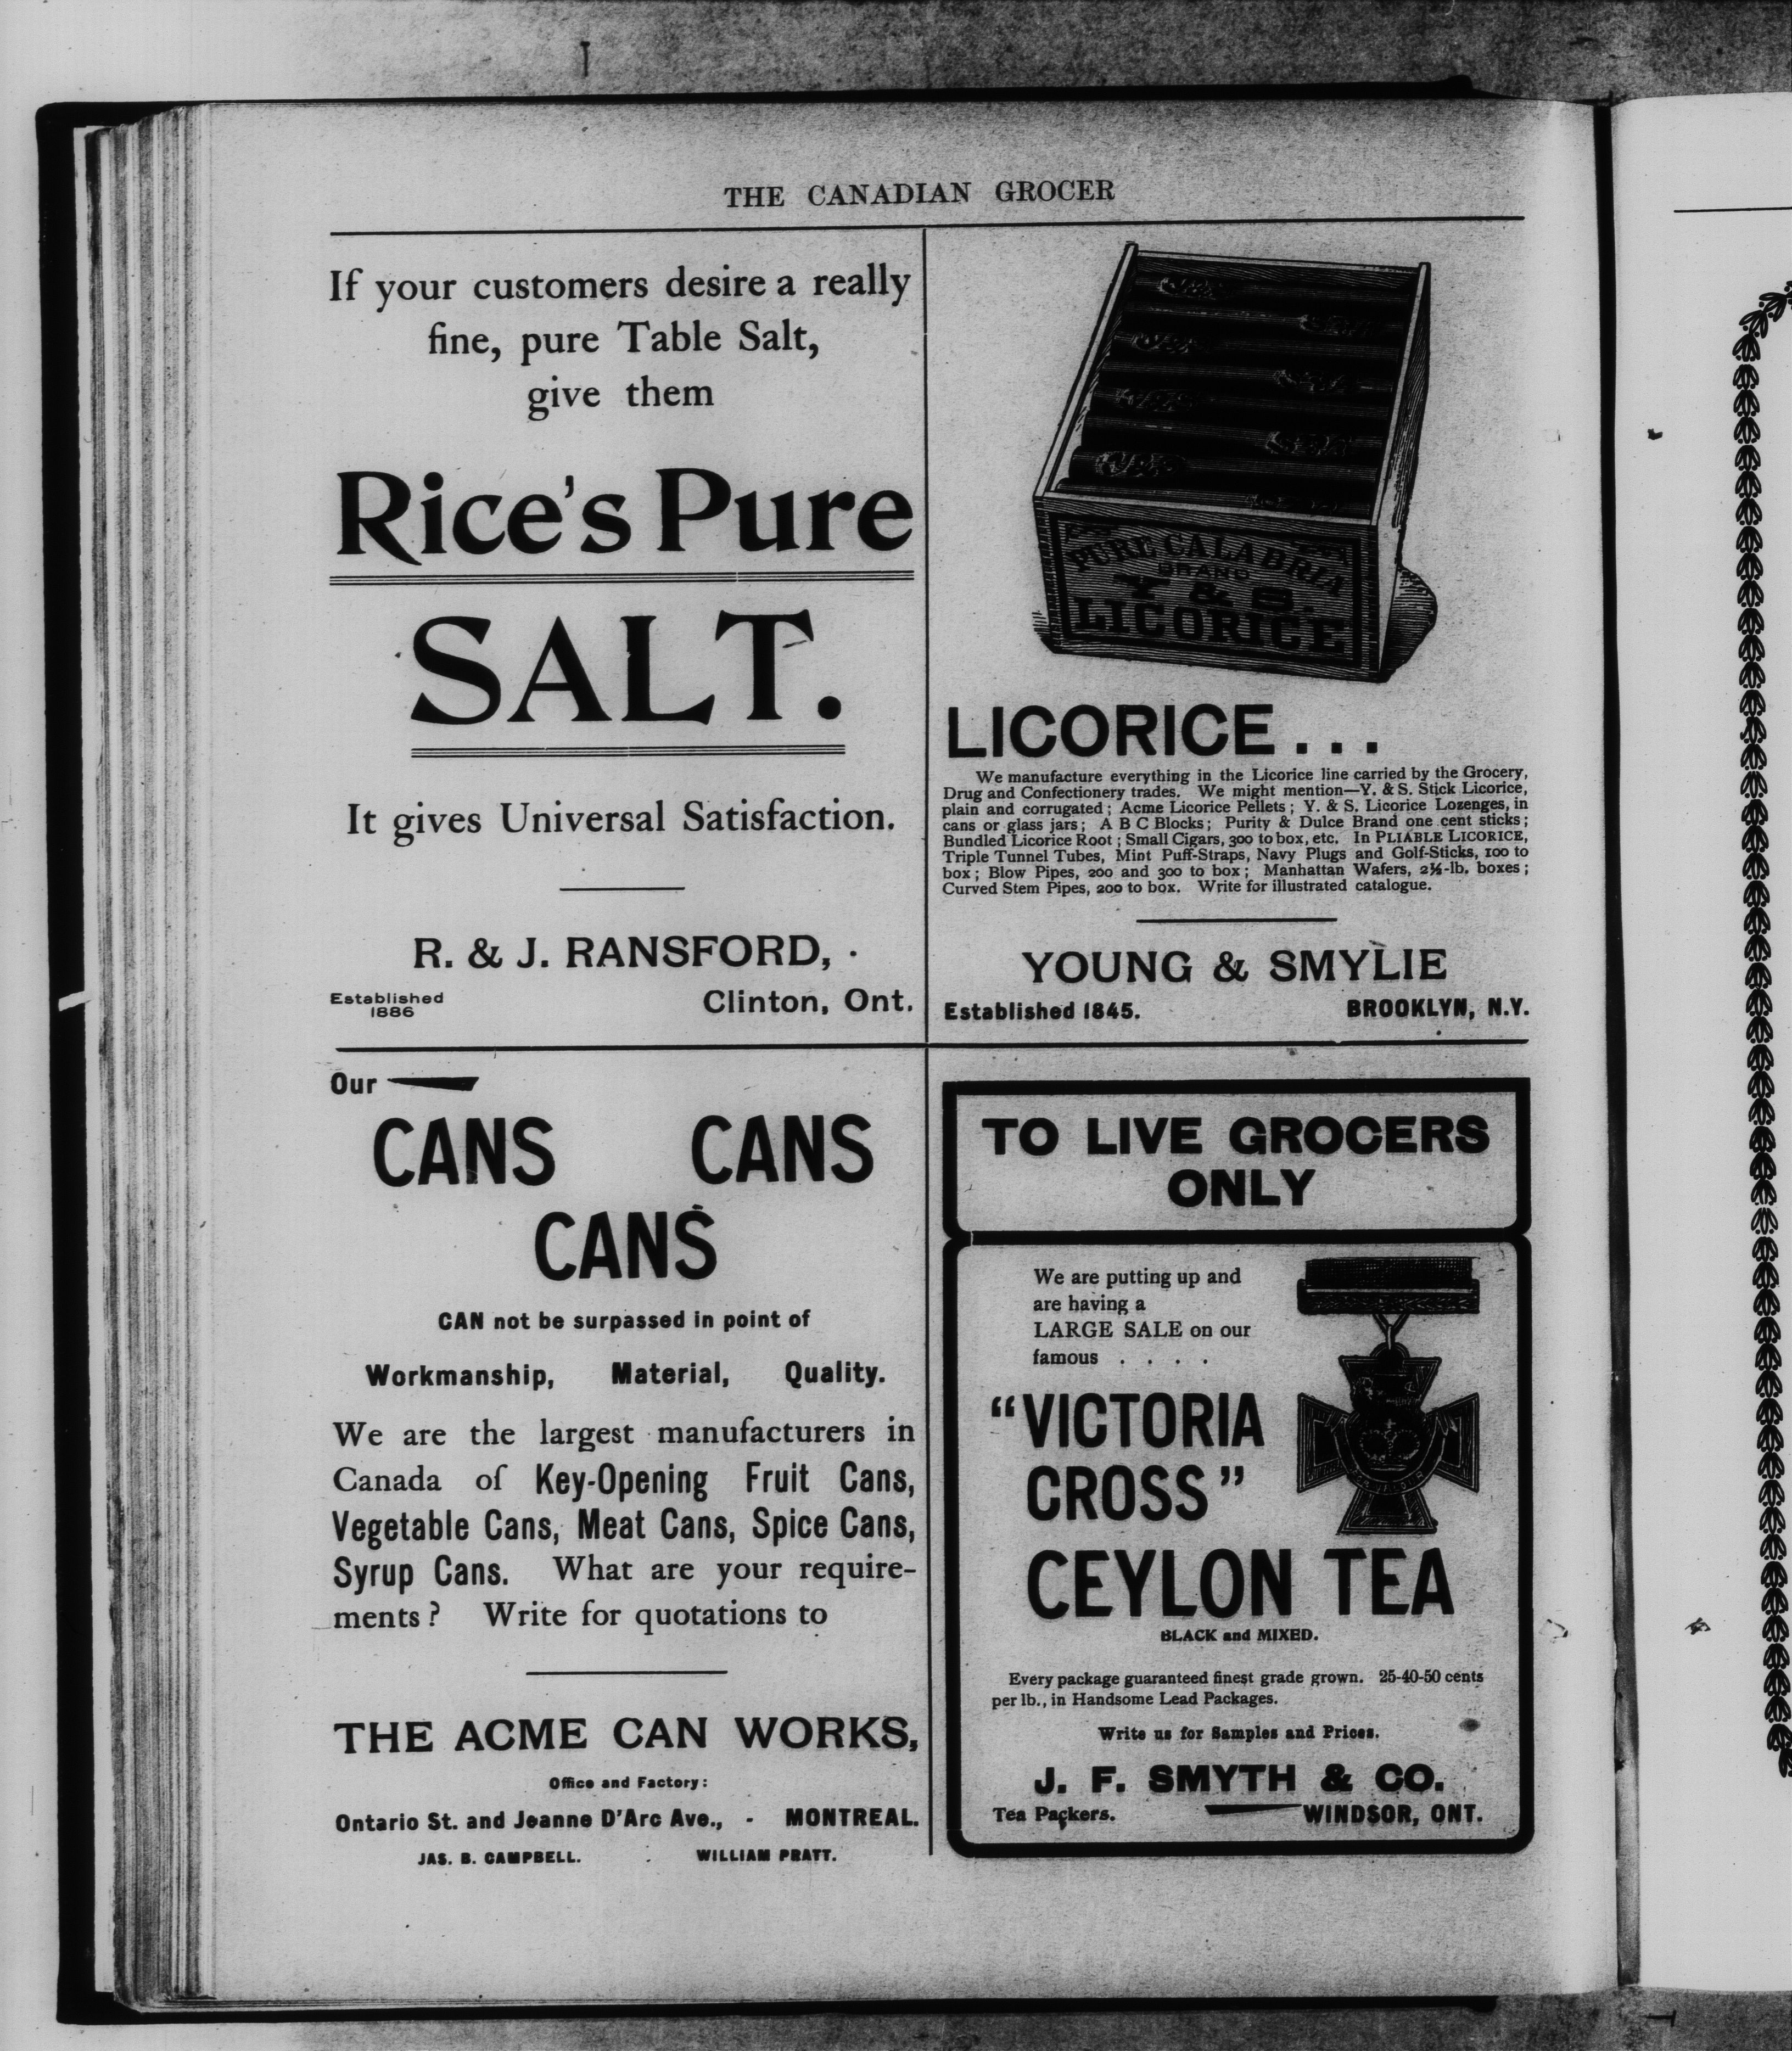 THE CANADIAN GROCER
If your customers desire a really
fine, pure Table Salt,
give them
Rice's Pure
SALT.
It gives Universal Satisfaction.
R. & J. RANSFORD,
Established
1886
Clinton, Ont.
PURE CALABRIA
BRAND
Y & S.
LICORICE
LICORICE...
We manufacture everything in the Licorice line carried by the Grocery,
Drug and Confectionery trades. We might mention—Y. & S. Stick Licorice,
plain and corrugated; Acme Licorice Pellets; Y. & S. Licorice Lozenges, in
cans or glass jars; A B C Blocks; Purity & Dulce Brand one cent sticks;
Bundled Licorice Root; Small Cigars, 300 to box, etc. In PLIABLE LICORICE,
Triple Tunnel Tubes, Mint Puff-Straps, Navy Plugs and Golf-Sticks, 100 to
box; Blow Pipes, 200 and 300 to box; Manhattan Wafers, 2½-lb. boxes;
Curved Stem Pipes, 200 to box. Write for illustrated catalogue.
YOUNG & SMYLIE
Established 1845. BROOKLYN, N.Y.
Our
CANS CANS
CANS
CAN not be surpassed in point of
Workmanship, Material, Quality.
We are the largest manufacturers in
Canada of Key-Opening Fruit Cans,
Vegetable Cans, Meat Cans, Spice Cans,
Syrup Cans. What are your require-
ments? Write for quotations to
THE ACME CAN WORKS,
Office and Factory:
Ontario St. and Jeanne D'Arc Ave., - MONTREAL.
JAS. B. CAMPBELL. WILLIAM PRATT.
TO LIVE GROCERS
ONLY
We are putting up and
are having a
LARGE SALE on our
famous . . . .
"VICTORIA
CROSS"
CEYLON TEA
BLACK and MIXED.
Every package guaranteed finest grade grown. 25-40-50 cents
per lb., in Handsome Lead Packages.
Write us for Samples and Prices.
J. F. SMYTH & CO.
Tea Packers. WINDSOR, ONT.